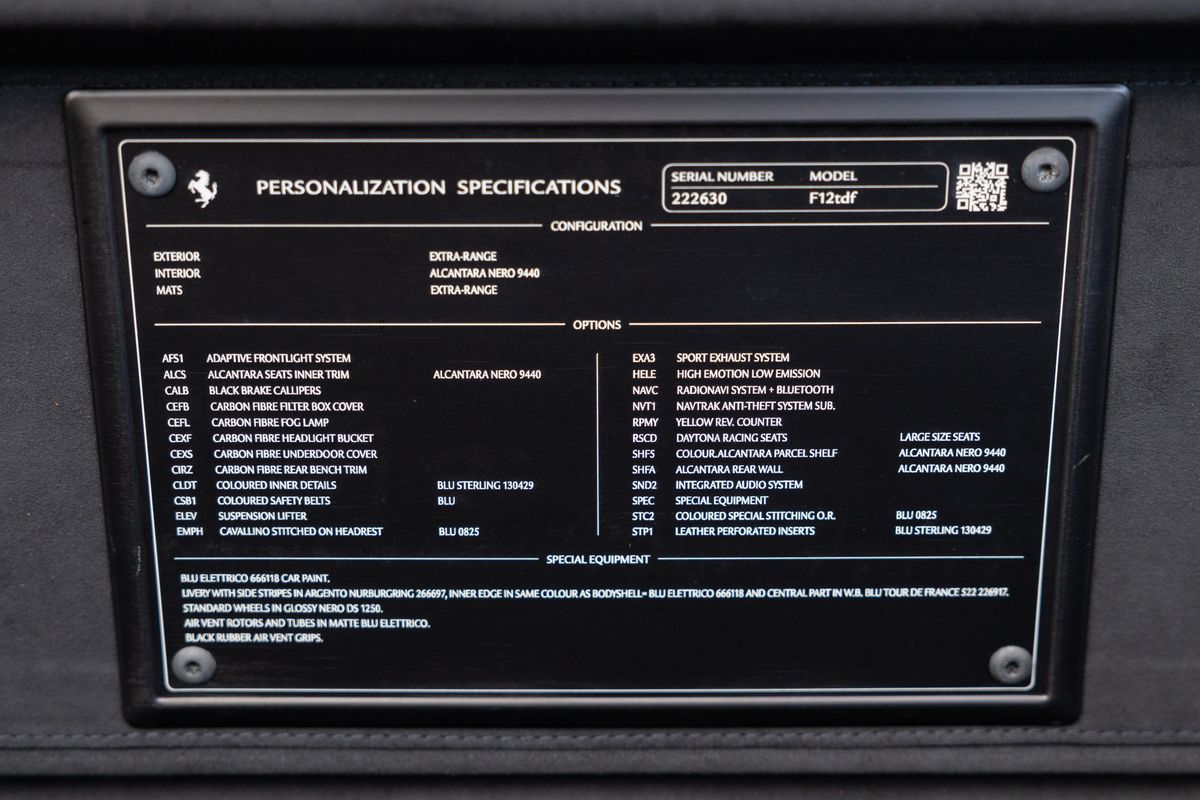 PERSONALIZATION SPECIFICATIONS
SERIAL NUMBER MODEL
222630 F12tdf
CONFIGURATION
EXTERIOR EXTRA-RANGE
INTERIOR ALCANTARA NERO 9440
MATS EXTRA-RANGE
OPTIONS
AFS1 ADAPTIVE FRONTLIGHT SYSTEM
ALCS ALCANTARA SEATS INNER TRIM ALCANTARA NERO 9440
CALB BLACK BRAKE CALLIPERS
CEFB CARBON FIBRE FILTER BOX COVER
CEFL CARBON FIBRE FOG LAMP
CEXF CARBON FIBRE HEADLIGHT BUCKET
CEXS CARBON FIBRE UNDERDOOR COVER
CIRZ CARBON FIBRE REAR BENCH TRIM
CLDT COLOURED INNER DETAILS BLU STERLING 130429
CSB1 COLOURED SAFETY BELTS BLU
ELEV SUSPENSION LIFTER
EMPH CAVALLINO STITCHED ON HEADREST BLU 0825
EXA3 SPORT EXHAUST SYSTEM
HELE HIGH EMOTION LOW EMISSION
NAVC RADIONAVI SYSTEM + BLUETOOTH
NVT1 NAVTRAK ANTI-THEFT SYSTEM SUB.
RPMY YELLOW REV. COUNTER
RSCD DAYTONA RACING SEATS LARGE SIZE SEATS
SHFS COLOUR.ALCANTARA PARCEL SHELF ALCANTARA NERO 9440
SHFA ALCANTARA REAR WALL ALCANTARA NERO 9440
SND2 INTEGRATED AUDIO SYSTEM
SPEC SPECIAL EQUIPMENT
STC2 COLOURED SPECIAL STITCHING O.R. BLU 0825
STP1 LEATHER PERFORATED INSERTS BLU STERLING 130429
SPECIAL EQUIPMENT
BLU ELETTRICO 666118 CAR PAINT.
LIVERY WITH SIDE STRIPES IN ARGENTO NURBURGRING 266697, INNER EDGE IN SAME COLOUR AS BODYSHELL= BLU ELETTRICO 666118 AND CENTRAL PART IN W.B. BLU TOUR DE FRANCE 522 226917.
STANDARD WHEELS IN GLOSSY NERO DS 1250.
AIR VENT ROTORS AND TUBES IN MATTE BLU ELETTRICO.
BLACK RUBBER AIR VENT GRIPS.